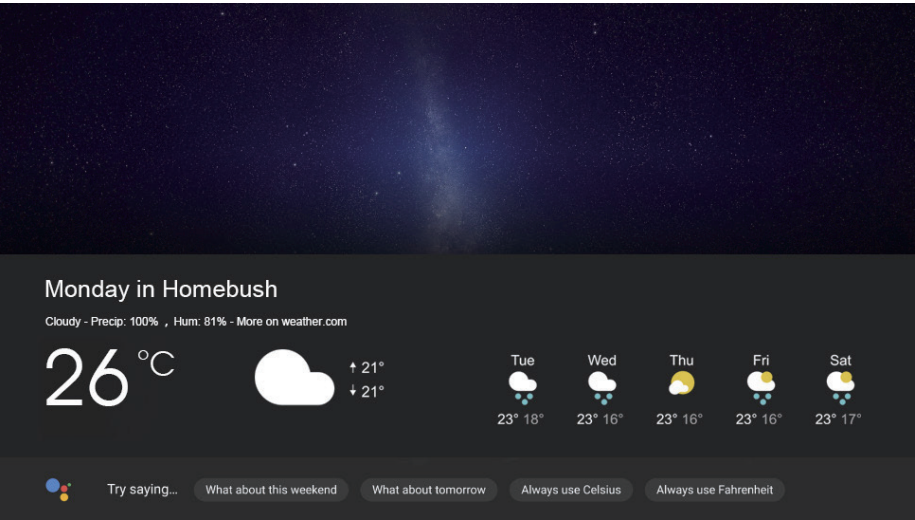 Monday in Homebush
Cloudy - Precip: 100% , Hum: 81% - More on weather.com
26°C
↑ 21°
↓ 21°
Tue Wed Thu Fri Sat
23° 18° 23° 16° 23° 16° 23° 16° 23° 17°
Try saying... What about this weekend What about tomorrow Always use Celsius Always use Fahrenheit